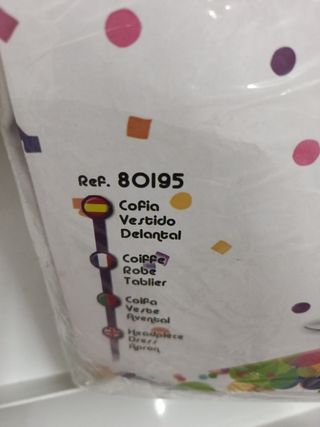 Ref. 80195
Cofia
Vestido
Delantal
Coiffe
Robe
Tablier
Coifa
Veste
Avental
Headpiece
Dress
Apron